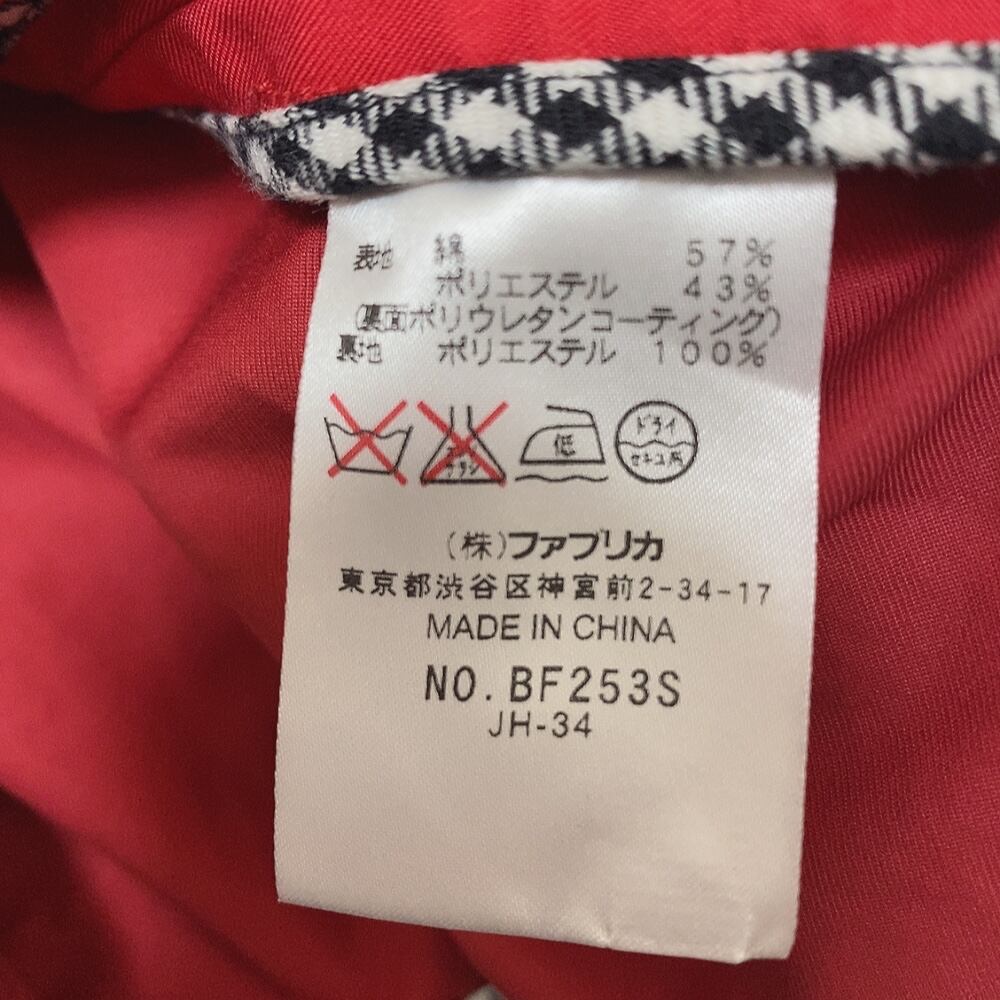 表地 綿 57%
ポリエステル 43%
(裏面ポリウレタンコーティング)
裏地 ポリエステル 100%
低
ドライ
セキユ系
(株)ファブリカ
東京都渋谷区神宮前2-34-17
MADE IN CHINA
NO. BF253S
JH-34